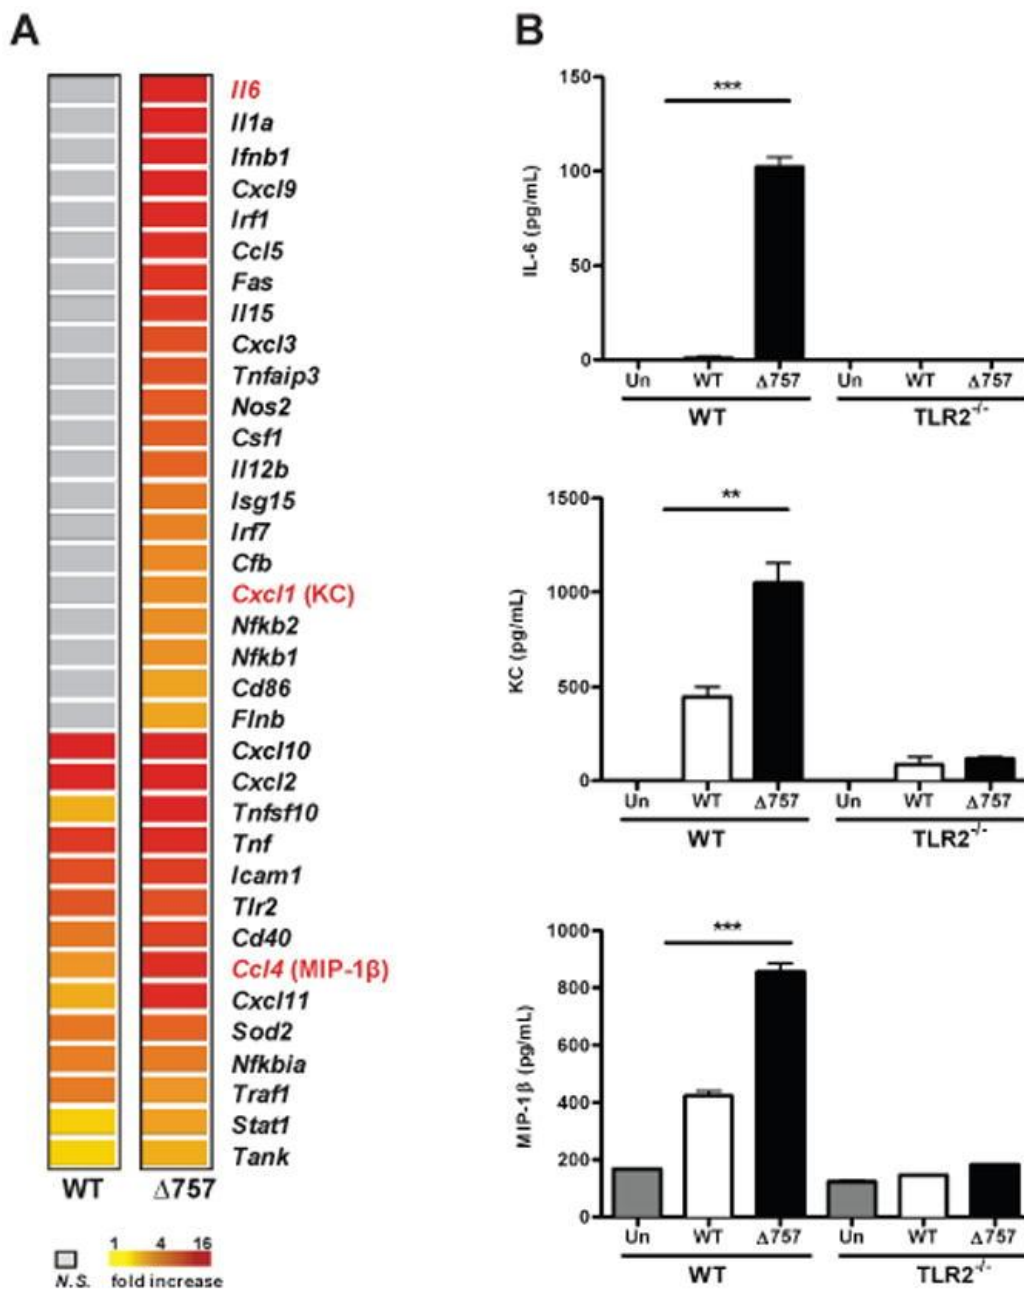 A
Il6
Il1a
Ifnb1
Cxcl9
Irf1
Ccl5
Fas
Il15
Cxcl3
Tnfaip3
Nos2
Csf1
Il12b
Isg15
Irf7
Cfb
Cxcl1 (KC)
Nfkb2
Nfkb1
Cd86
Flnb
Cxcl10
Cxcl2
Tnfsf10
Tnf
Icam1
Tlr2
Cd40
Ccl4 (MIP-1β)
Cxcl11
Sod2
Nfkbia
Traf1
Stat1
Tank
WT Δ757
1 4 16
N.S. fold increase
B
IL-6 (pg/mL)
150
100
50
0
***
Un WT Δ757 Un WT Δ757
WT TLR2-/-
KC (pg/mL)
1500
1000
500
0
**
Un WT Δ757 Un WT Δ757
WT TLR2-/-
MIP-1β (pg/mL)
1000
800
600
400
200
0
***
Un WT Δ757 Un WT Δ757
WT TLR2-/-